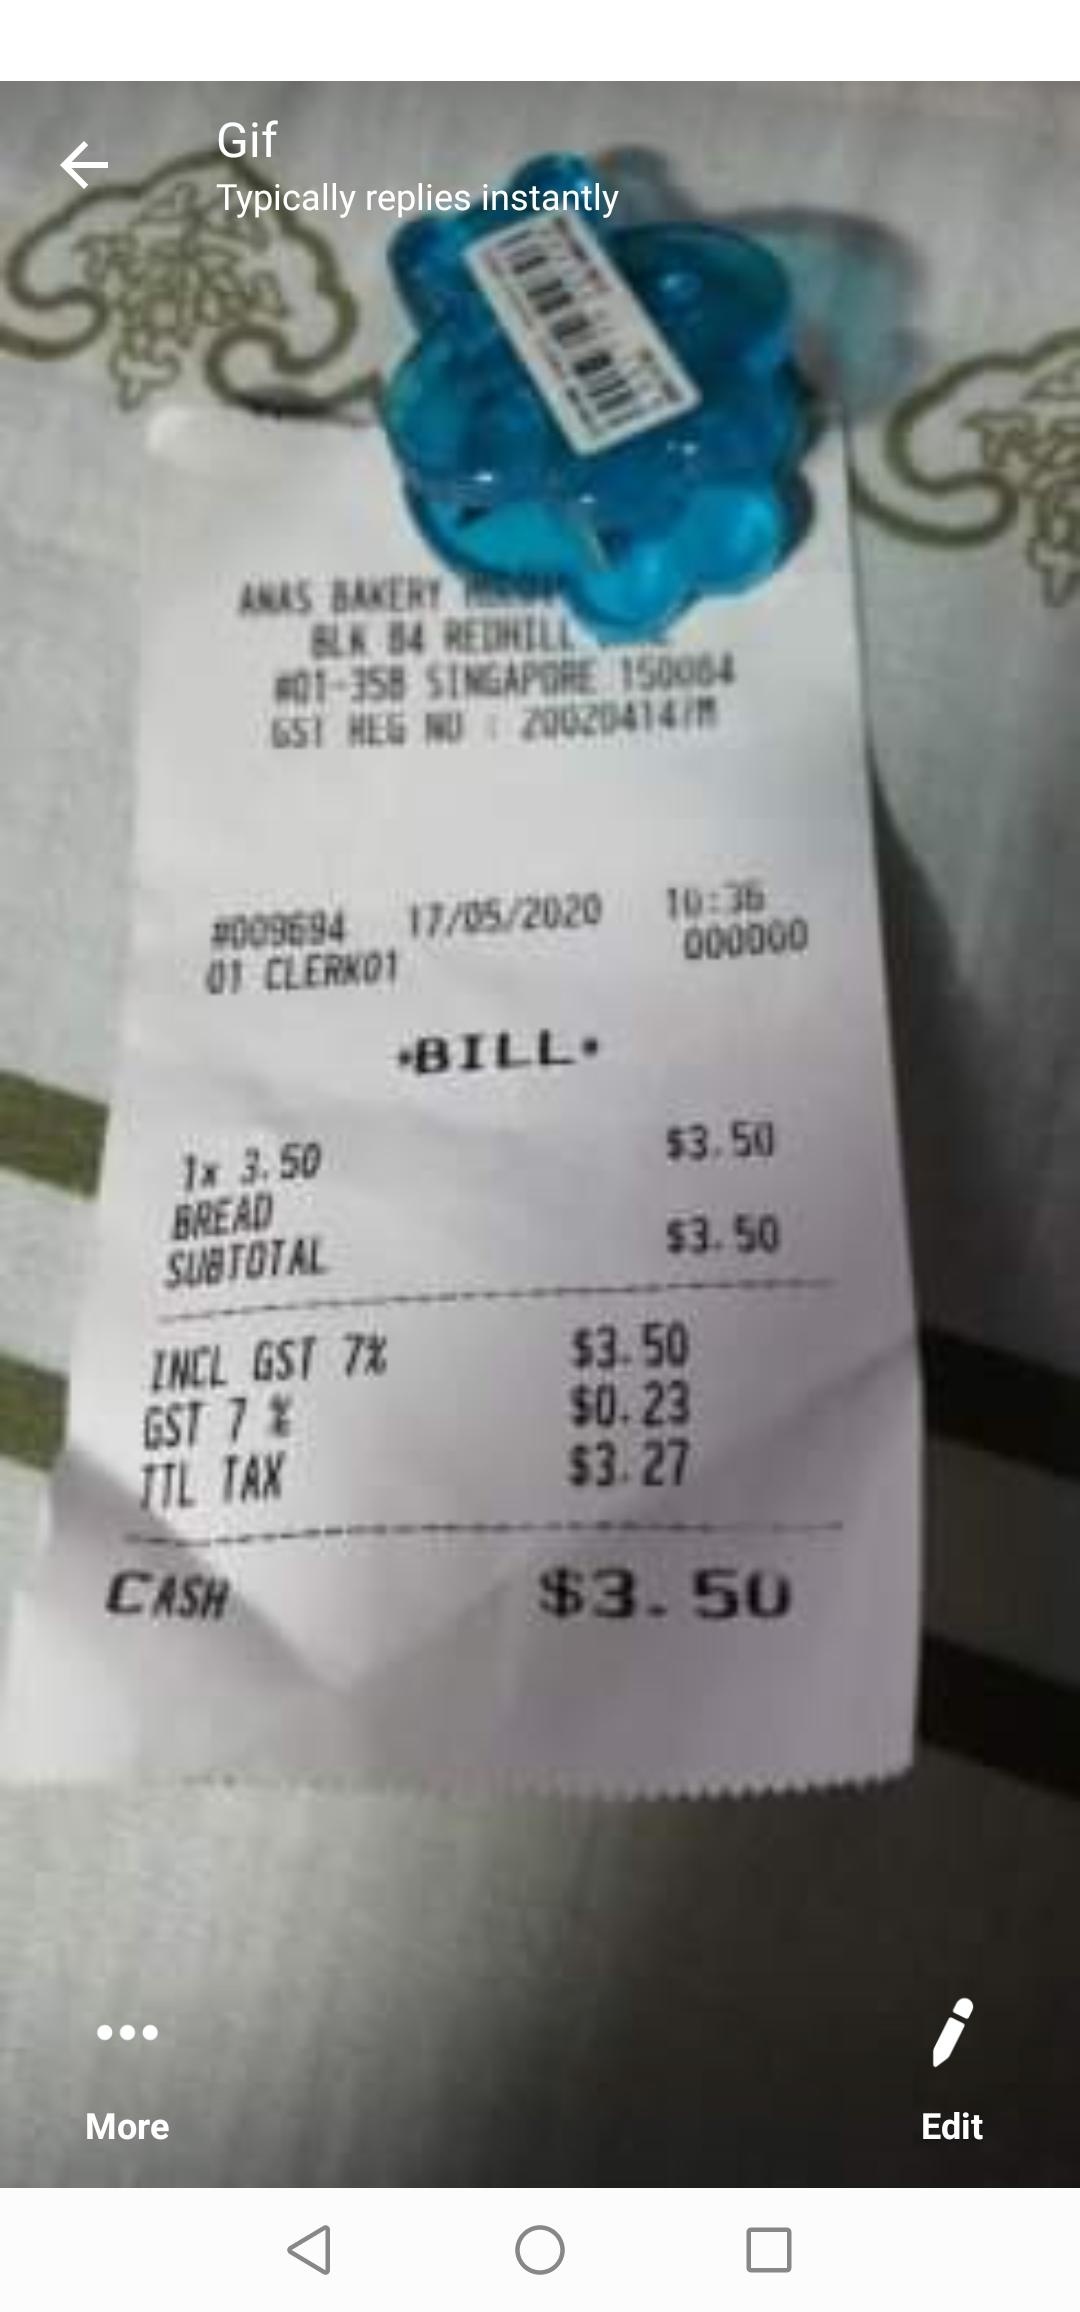 Gif
Typically replies instantly
ANAS BAKERY
BLK 84 REDHILL
#01-358 SINGAPORE 150084
GST REG NO : 200204147M
#009694 17/05/2020 10:36
01 CLERK01 000000
*BILL*
1x 3.50 $3.50
BREAD
SUBTOTAL $3.50
INCL GST 7% $3.50
GST 7 % $0.23
TTL TAX $3.27
CASH $3.50
More
Edit